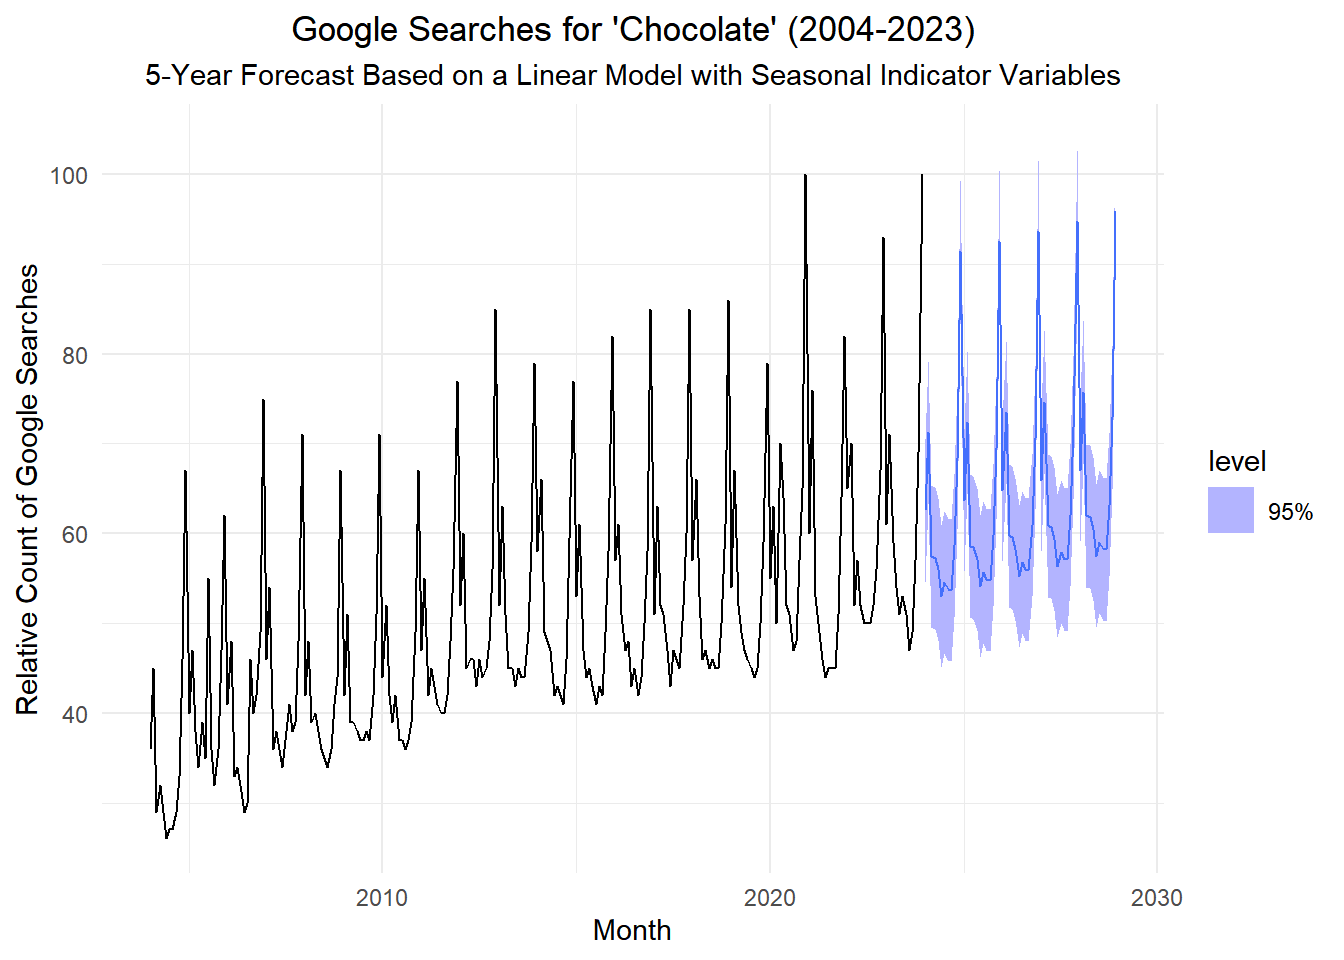 Google Searches for 'Chocolate' (2004-2023)
5-Year Forecast Based on a Linear Model with Seasonal Indicator Variables
Relative Count of Google Searches
100
80
60
40
2010
2020
2030
Month
level
95%